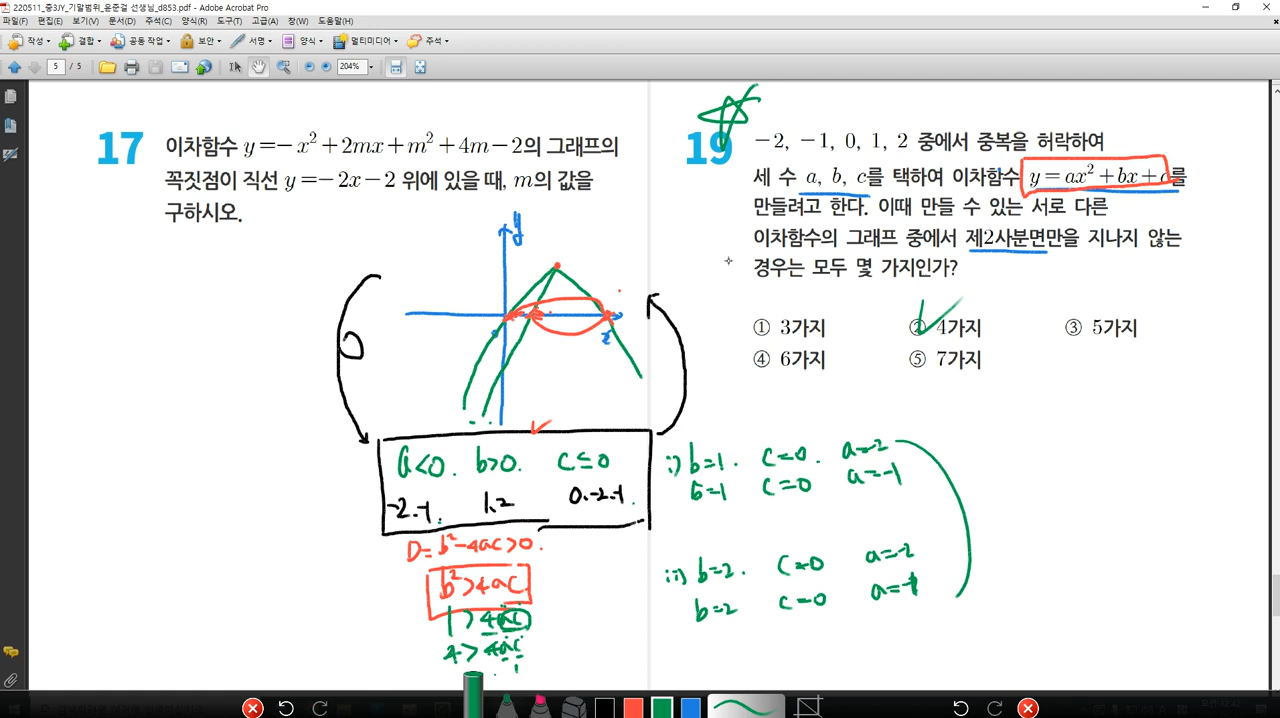 220511_중3/Y_기말범위_윤준걸 선생님_d853.pdf - Adobe Acrobat Pro
파일(F) 편집(E) 보기(V) 문서(D) 주석(C) 양식(R) 도구(T) 고급(A) 창(W) 도움말(H)
작성 결합 공동 작업 보안 서명 양식 멀티미디어 주석
5 / 5 204%
17 이차함수 y=-x²+2mx+m²+4m-2의 그래프의
꼭짓점이 직선 y=-2x-2 위에 있을 때, m의 값을
구하시오.
y
2
a<0. b>0. c≤0
-2.-1. 1.2 0.-2.-1.
D=b²-4ac>0.
b²>4ac
1>4ac
4>4ac
19 -2, -1, 0, 1, 2 중에서 중복을 허락하여
세 수 a, b, c를 택하여 이차함수 y=ax²+bx+c를
만들려고 한다. 이때 만들 수 있는 서로 다른
이차함수의 그래프 중에서 제2사분면만을 지나지 않는
경우는 모두 몇 가지인가?
① 3가지 ② 4가지 ③ 5가지
④ 6가지 ⑤ 7가지
i) b=1. c=0. a=-2
b=1 c=0 a=-1
ii) b=2. c=0 a=-2
b=2 c=0 a=-1